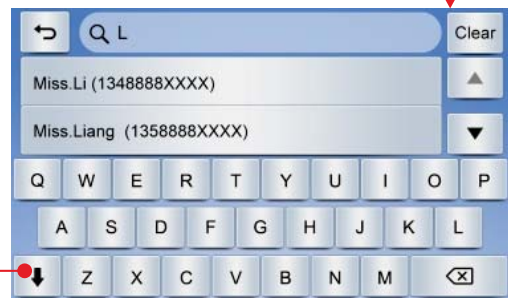 L Clear
Miss.Li (1348888XXXX)
Miss.Liang (1358888XXXX)
Q W E R T Y U I O P
A S D F G H J K L
Z X C V B N M